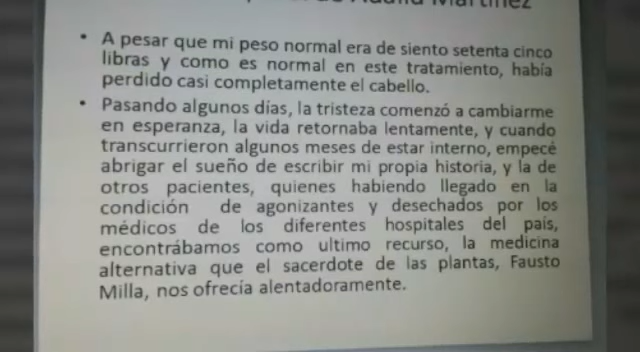 • A pesar que mi peso normal era de siento setenta cinco
libras y como es normal en este tratamiento, había
perdido casi completamente el cabello.
• Pasando algunos días, la tristeza comenzó a cambiarme
en esperanza, la vida retornaba lentamente, y cuando
transcurrieron algunos meses de estar interno, empecé
abrigar el sueño de escribir mi propia historia, y la de
otros pacientes, quienes habiendo llegado en la
condición de agonizantes y desechados por los
médicos de los diferentes hospitales del país,
encontrábamos como ultimo recurso, la medicina
alternativa que el sacerdote de las plantas, Fausto
Milla, nos ofrecía alentadoramente.